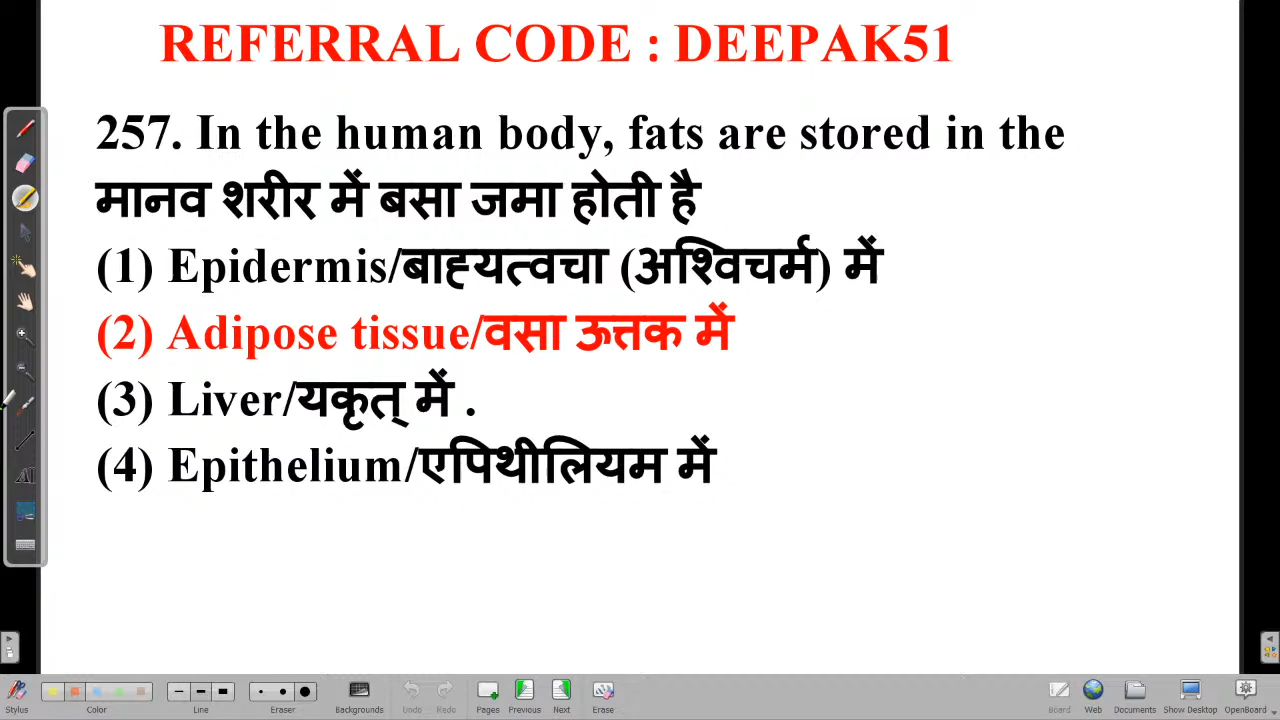 REFERRAL CODE : DEEPAK51
257. In the human body, fats are stored in the
मानव शरीर में बसा जमा होती है
(1) Epidermis/बाह्यत्वचा (अश्विचर्म) में
(2) Adipose tissue/वसा ऊत्तक में
(3) Liver/यकृत् में .
(4) Epithelium/एपिथीलियम में
Stylus
Color
Line
Eraser
Backgrounds
Undo
Redo
Pages
Previous
Next
Erase
Board
Web
Documents
Show Desktop
OpenBoard